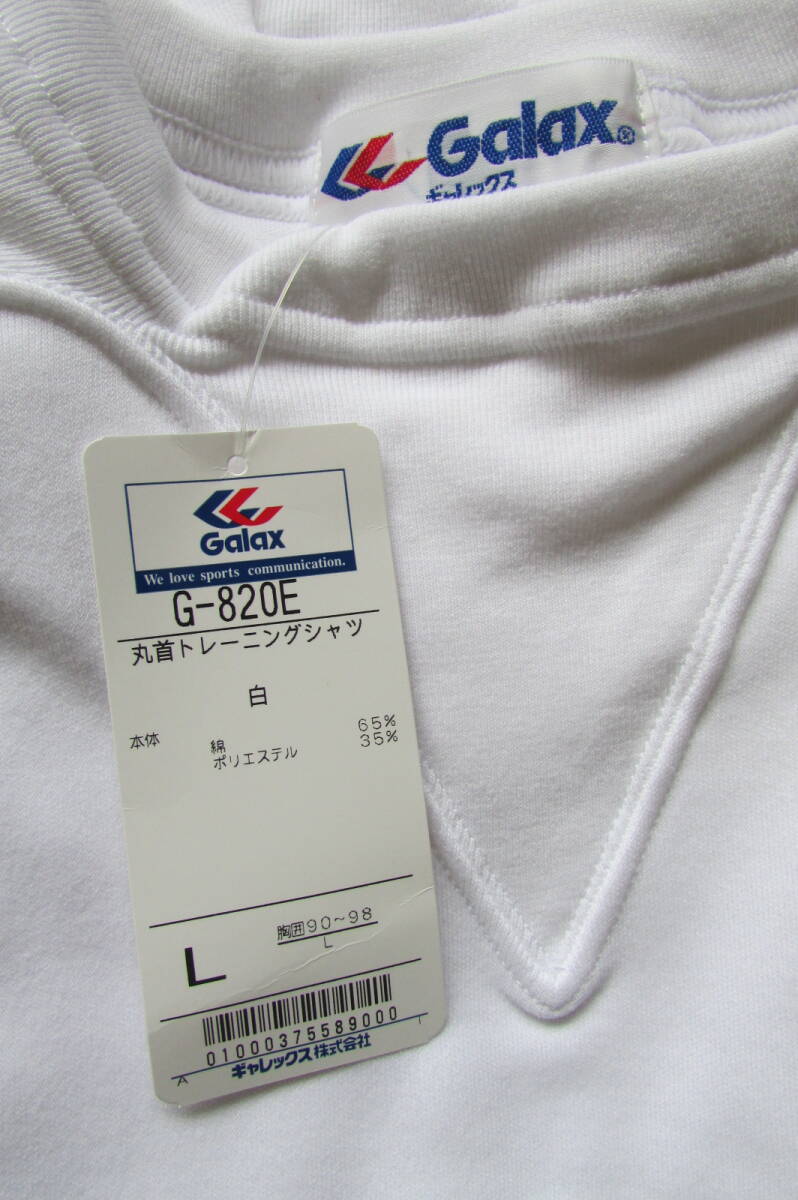 Galax®
ギャレックス
Galax
We love sports communication.
G-820E
丸首トレーニングシャツ
白
本体 綿 65%
ポリエステル 35%
L 胸囲90~98
L
01000375589000
A
ギャレックス株式会社